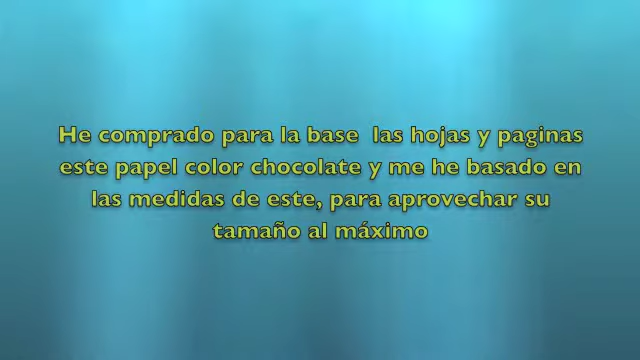 He comprado para la base  las hojas y paginas
este papel color chocolate y me he basado en
las medidas de este, para aprovechar su
tamaño al máximo